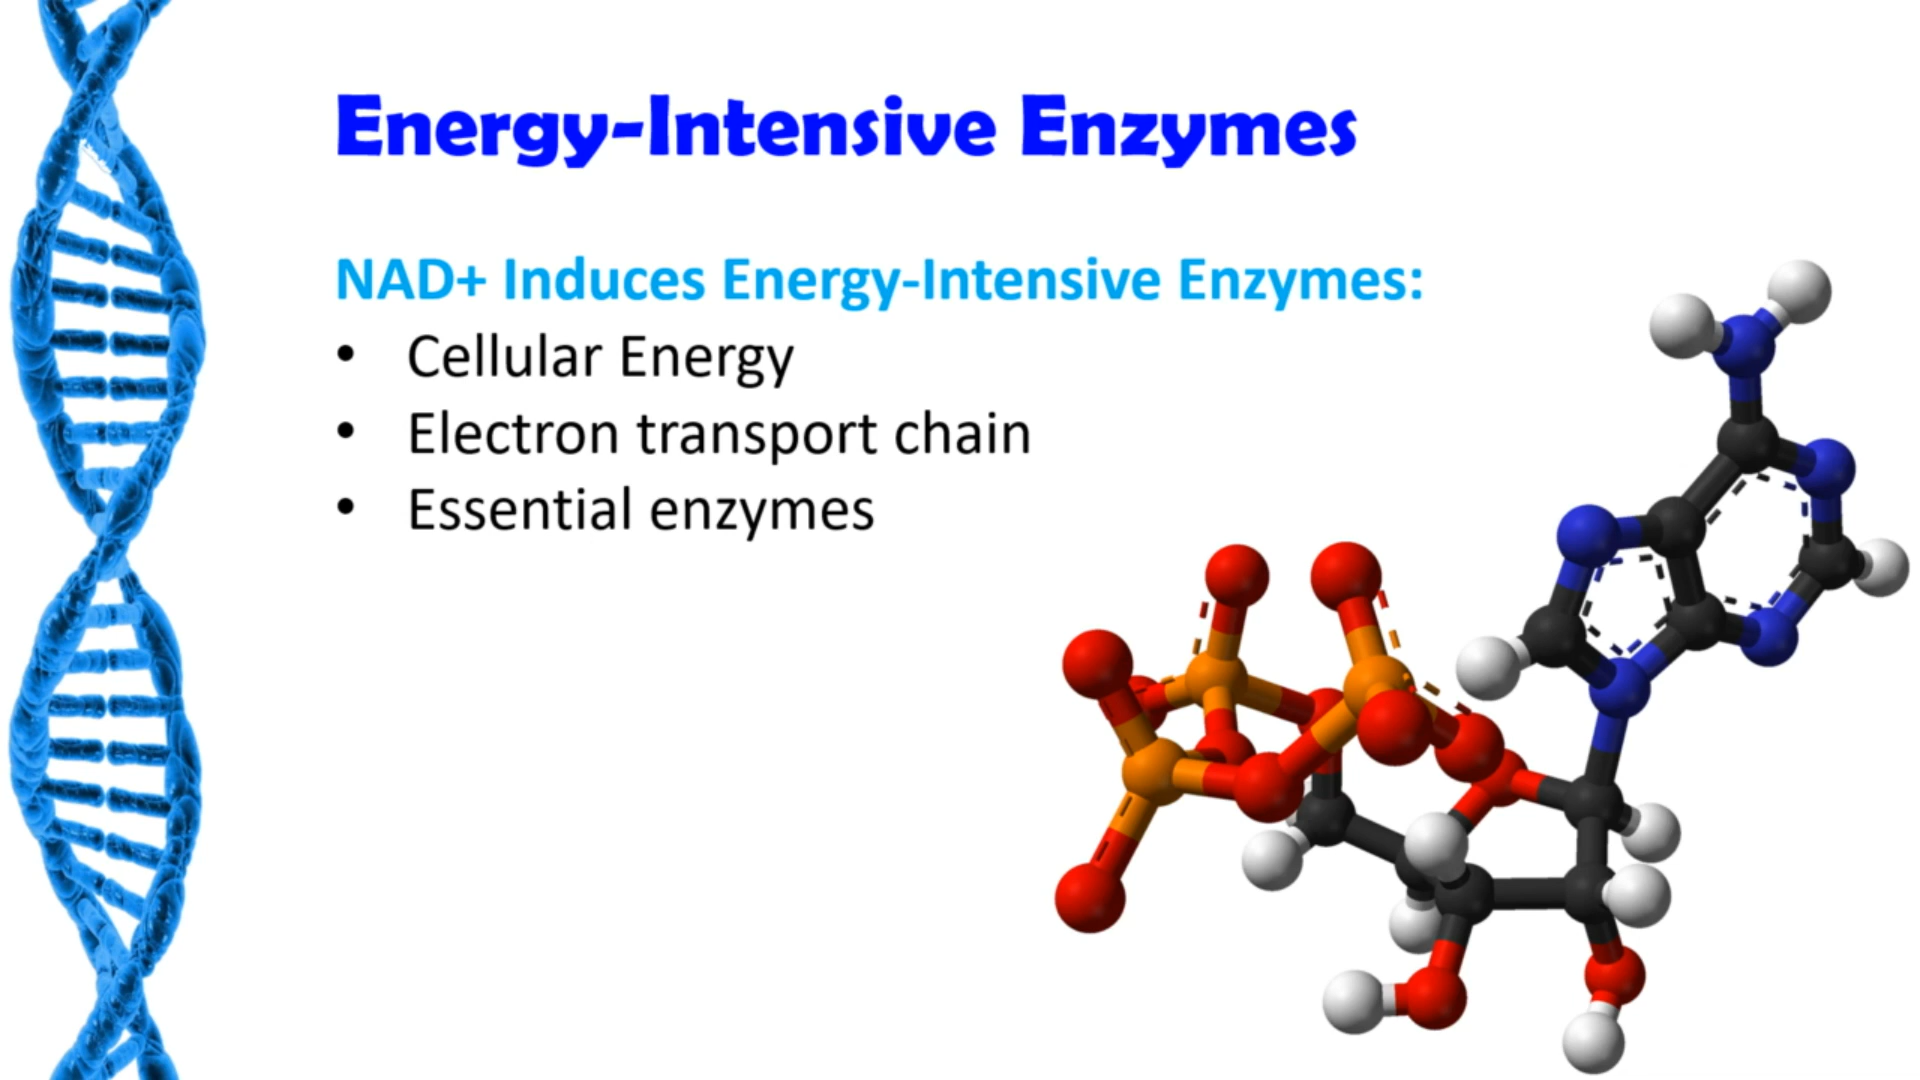 Energy-Intensive Enzymes
NAD+ Induces Energy-Intensive Enzymes:
• Cellular Energy
• Electron transport chain
• Essential enzymes